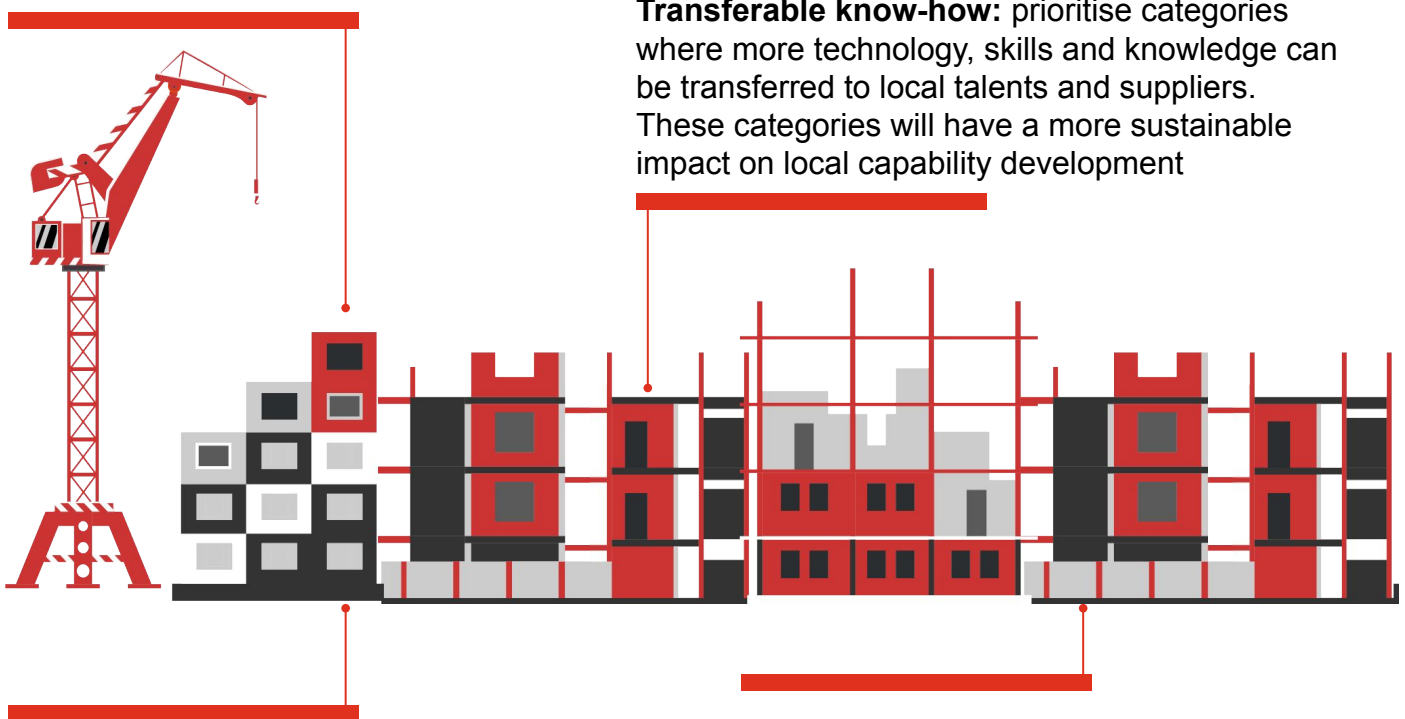 Transferable know-how: prioritise categories
where more technology, skills and knowledge can
be transferred to local talents and suppliers.
These categories will have a more sustainable
impact on local capability development